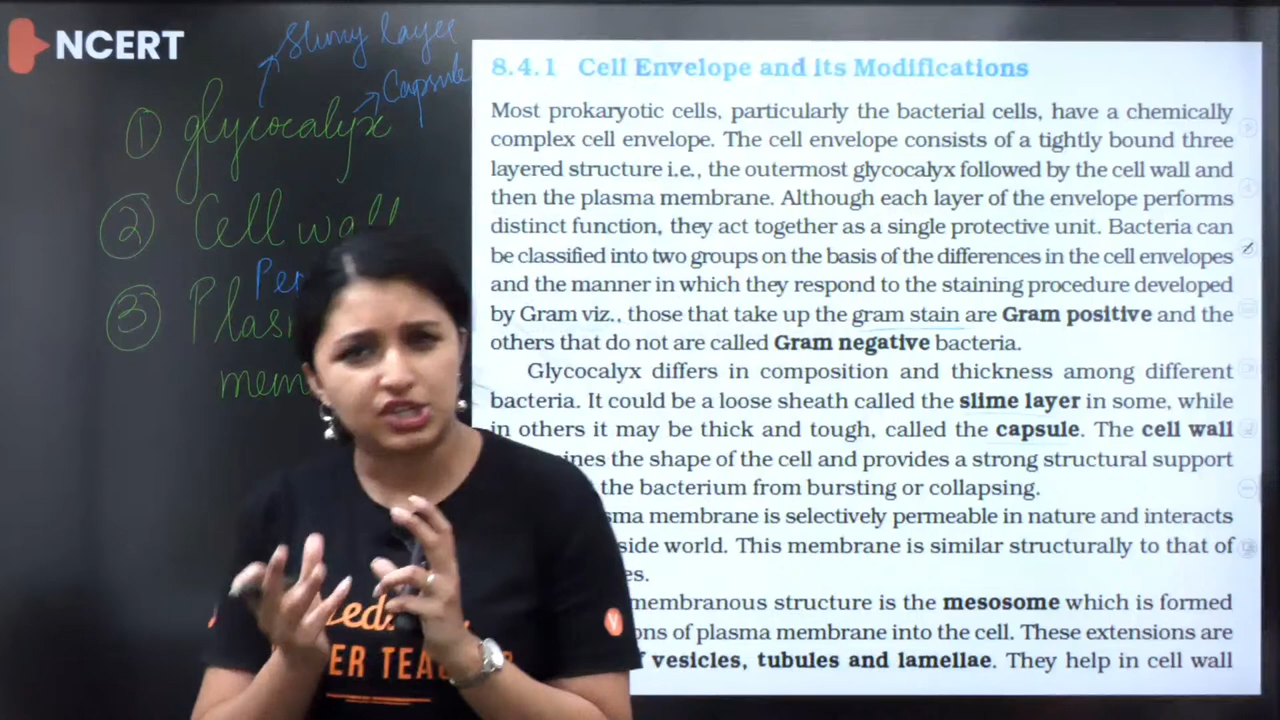 NCERT
slimy layer
Capsule
① glycocalyx
② Cell wall
Per
③ Plasm
mem
8.4.1 Cell Envelope and its Modifications
Most prokaryotic cells, particularly the bacterial cells, have a chemically
complex cell envelope. The cell envelope consists of a tightly bound three
layered structure i.e., the outermost glycocalyx followed by the cell wall and
then the plasma membrane. Although each layer of the envelope performs
distinct function, they act together as a single protective unit. Bacteria can
be classified into two groups on the basis of the differences in the cell envelopes
and the manner in which they respond to the staining procedure developed
by Gram viz., those that take up the gram stain are Gram positive and the
others that do not are called Gram negative bacteria.
Glycocalyx differs in composition and thickness among different
bacteria. It could be a loose sheath called the slime layer in some, while
in others it may be thick and tough, called the capsule. The cell wall
ines the shape of the cell and provides a strong structural support
the bacterium from bursting or collapsing.
sma membrane is selectively permeable in nature and interacts
side world. This membrane is similar structurally to that of
es.
membranous structure is the mesosome which is formed
ons of plasma membrane into the cell. These extensions are
f vesicles, tubules and lamellae. They help in cell wall
ed
ER TEA
V